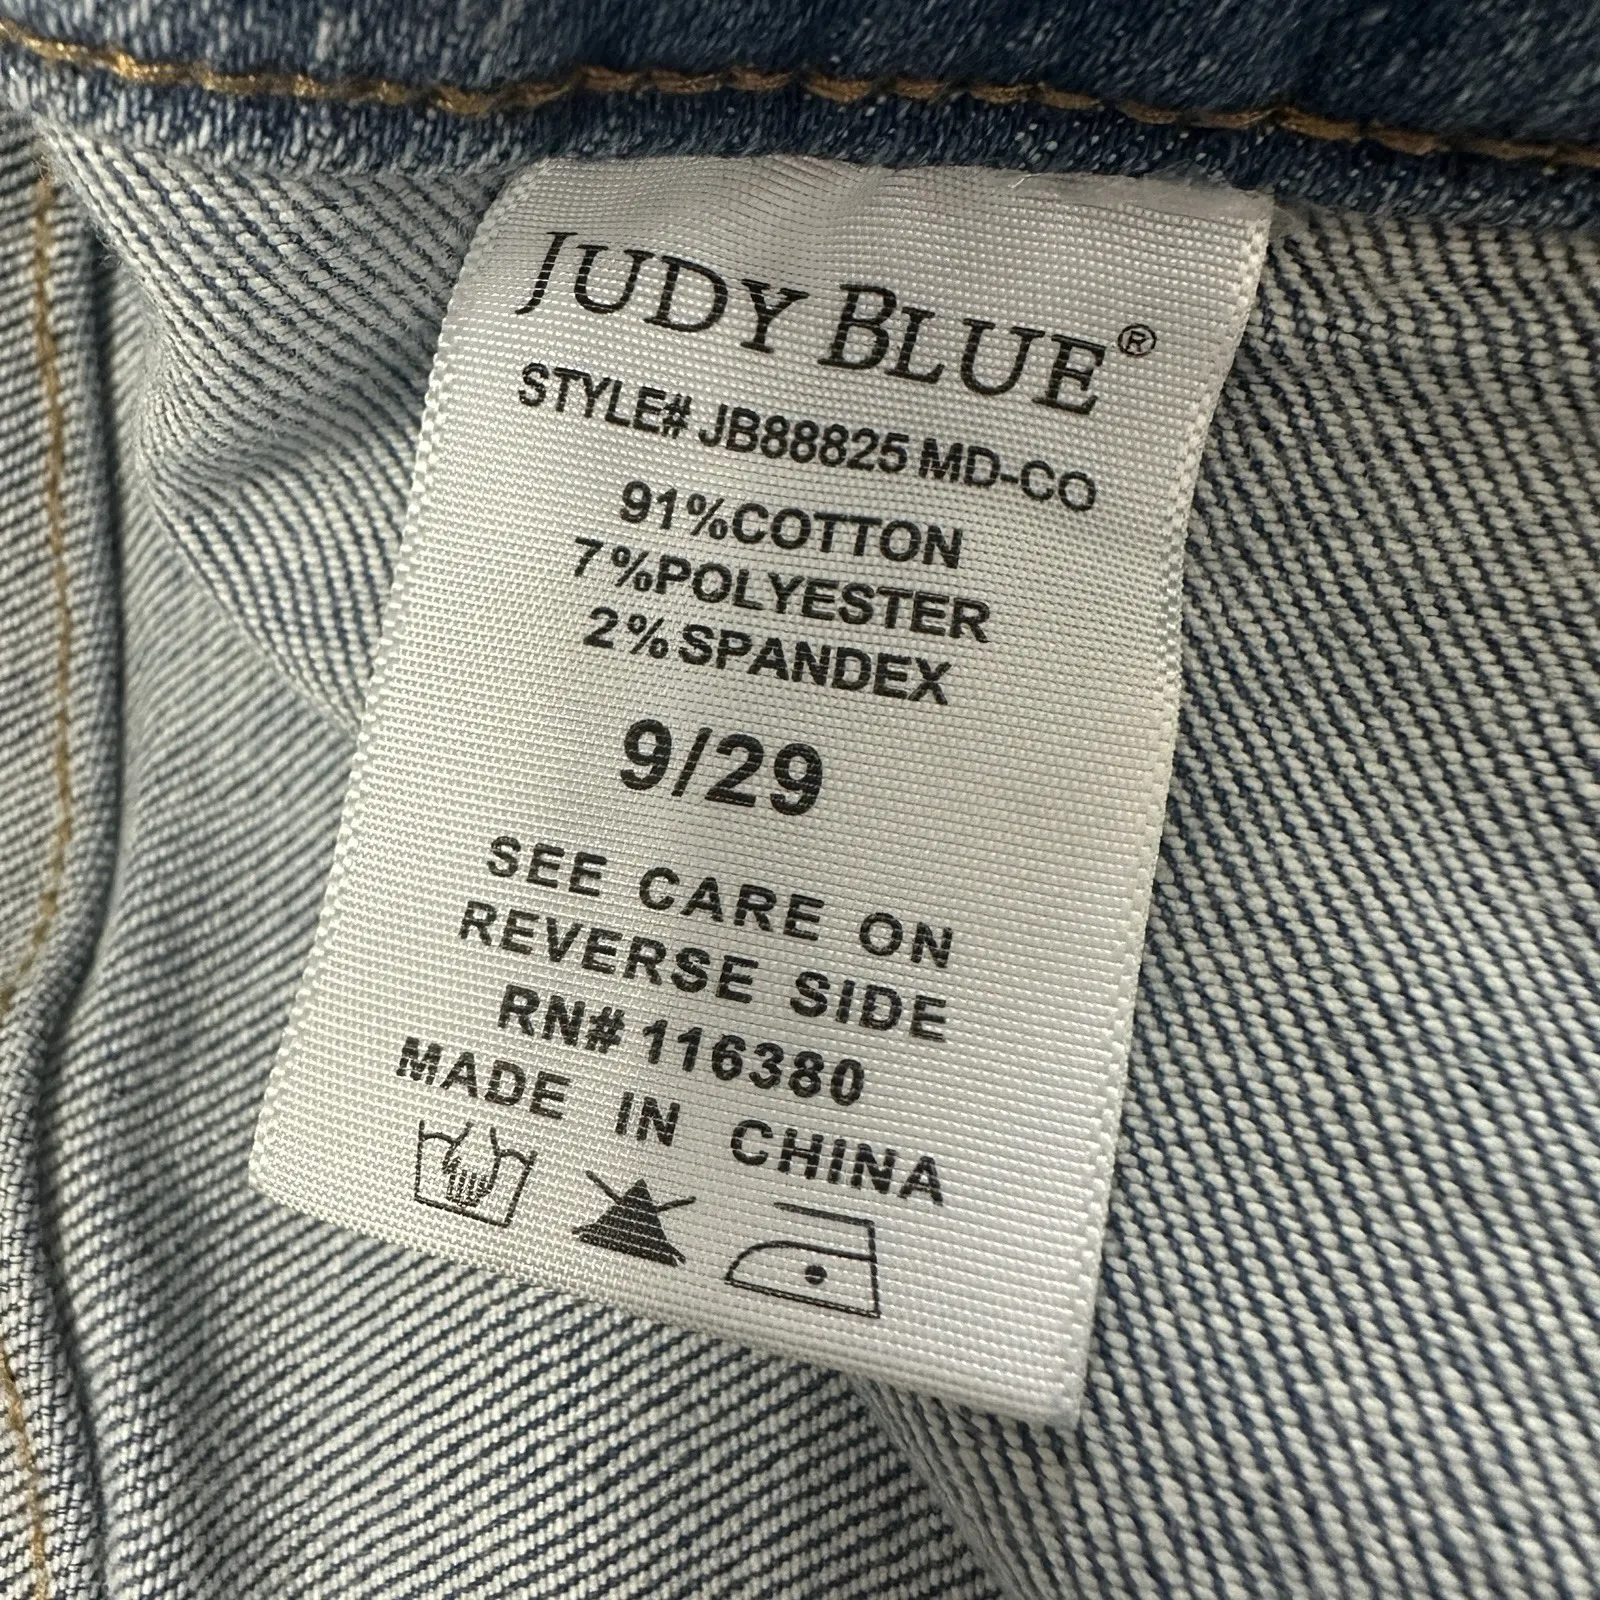 JUDY BLUE®
STYLE# JB88825 MD-CO
91%COTTON
7%POLYESTER
2%SPANDEX
9/29
SEE CARE ON
REVERSE SIDE
RN# 116380
MADE IN CHINA